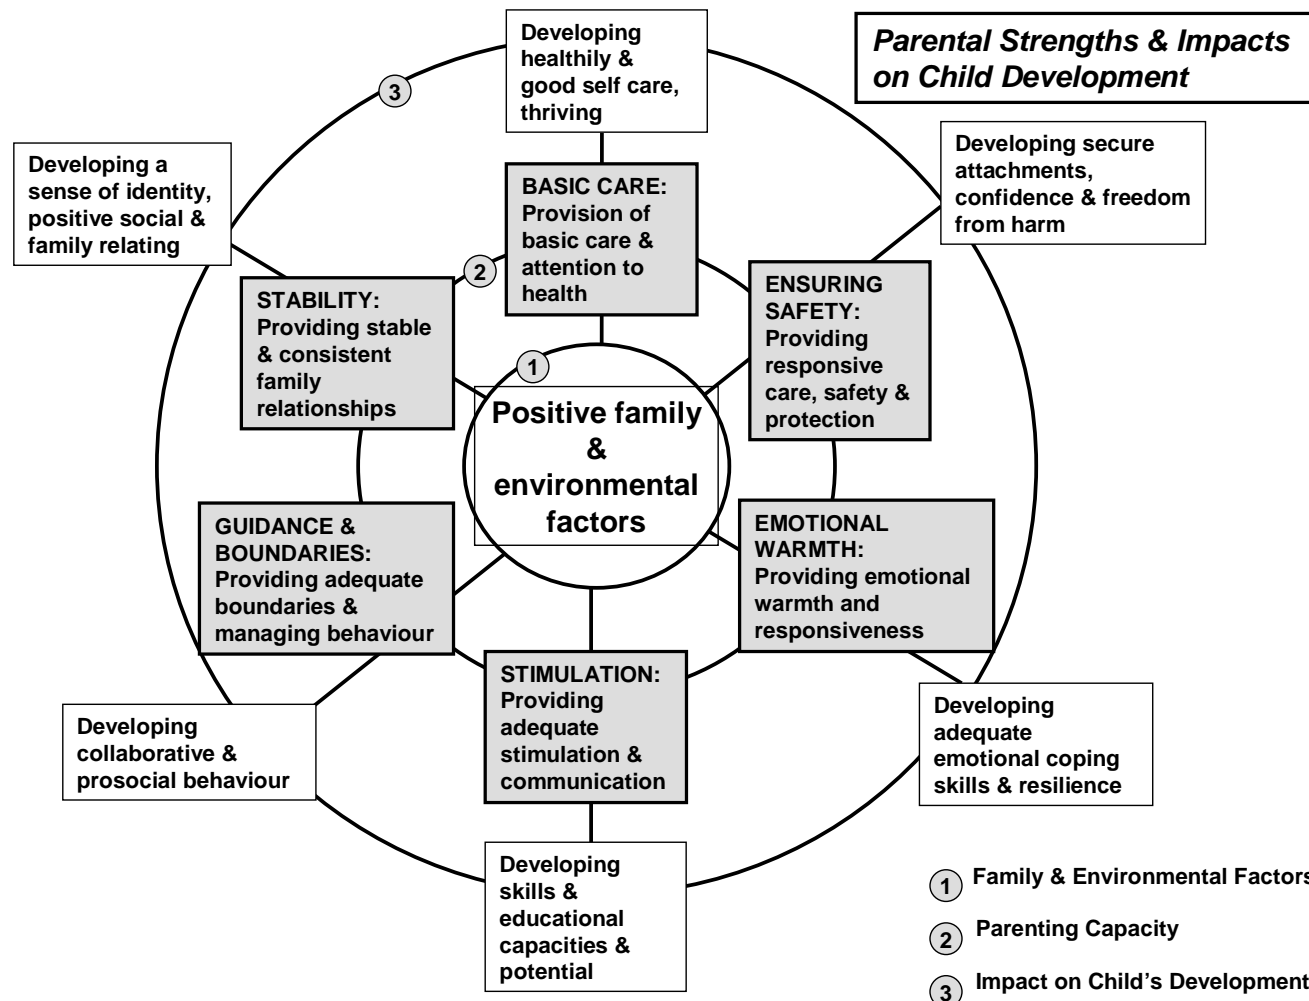 Parental Strengths & Impacts
on Child Development
Developing
healthily &
good self care,
thriving
3
Developing a
sense of identity,
positive social &
family relating
Developing secure
attachments,
confidence & freedom
from harm
BASIC CARE:
Provision of
basic care &
attention to
health
2
STABILITY:
Providing stable
& consistent
family
relationships
ENSURING
SAFETY:
Providing
responsive
care, safety &
protection
1
Positive family
&
environmental
factors
GUIDANCE &
BOUNDARIES:
Providing adequate
boundaries &
managing behaviour
EMOTIONAL
WARMTH:
Providing emotional
warmth and
responsiveness
STIMULATION:
Providing
adequate
stimulation &
communication
Developing
collaborative &
prosocial behaviour
Developing
adequate
emotional coping
skills & resilience
Developing
skills &
educational
capacities &
potential
1 Family & Environmental Factors
2 Parenting Capacity
3 Impact on Child's Development